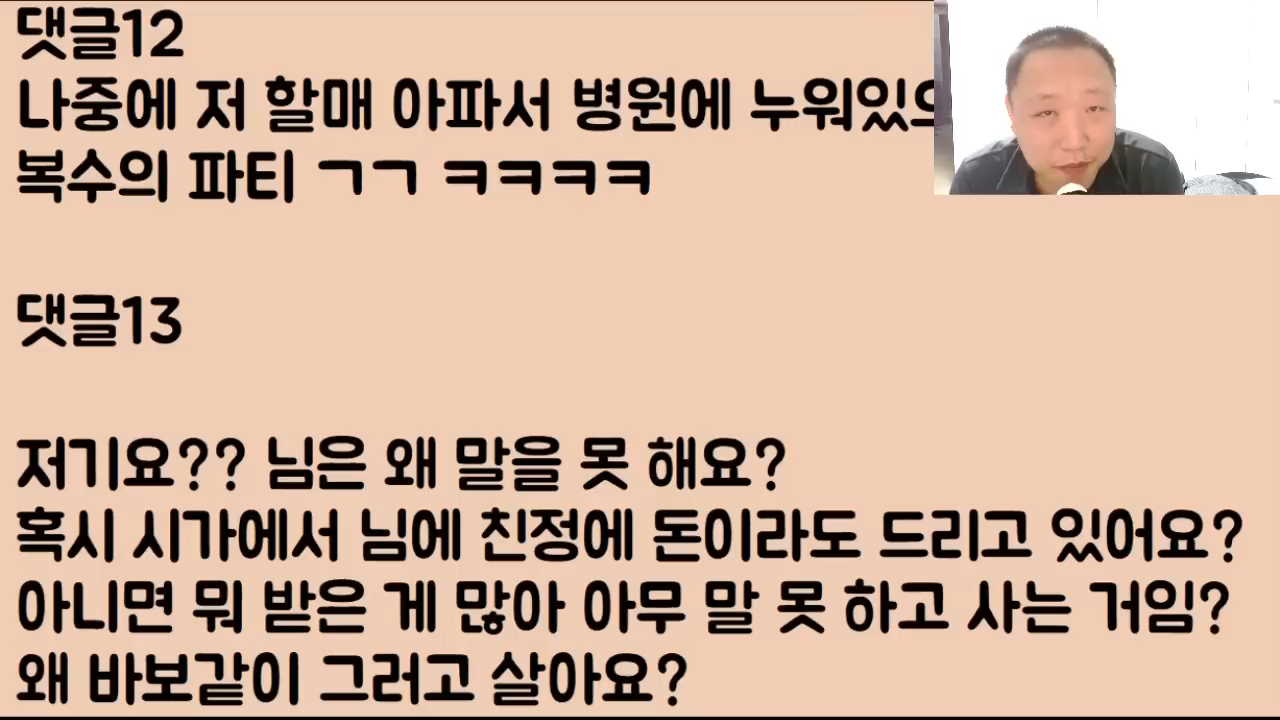 댓글12
나중에 저 할매 아파서 병원에
복수의 파티 ㄱㄱ ㅋㅋㅋㅋ
댓글13
저기요?? 님은 왜 말을 못 해요?
혹시 시가에서 님에 친정에 돈이라도 드리고 있어요?
아니면 뭐 받은 게 많아 아무 말 못 하고 사는 거임?
왜 바보같이 그러고 살아요?